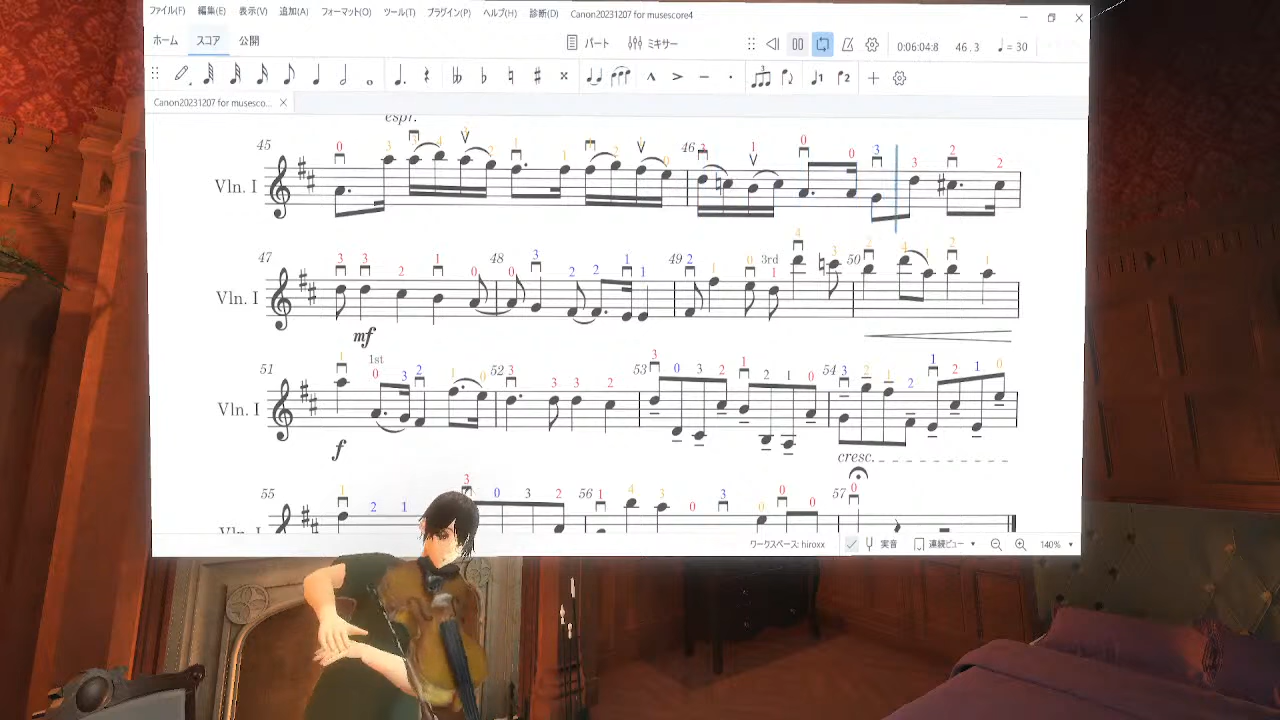 ファイル(F) 編集(E) 表示(V) 追加(A) フォーマット(O) ツール(T) プラグイン(P) ヘルプ(H) 診断(D) Canon20231207 for musescore4
ホーム スコア 公開 パート ミキサー 0:06:04:8 46 . 3 ♩ = 30
Canon20231207 for musesco...
espr.
45 46
Vln. I
47 48 49 3rd 50
Vln. I
mf
51 1st 52 53 54
Vln. I
f
cresc.
55 56 57
Vln. I
ワークスペース: hiroxx 実音 連続ビュー 140%